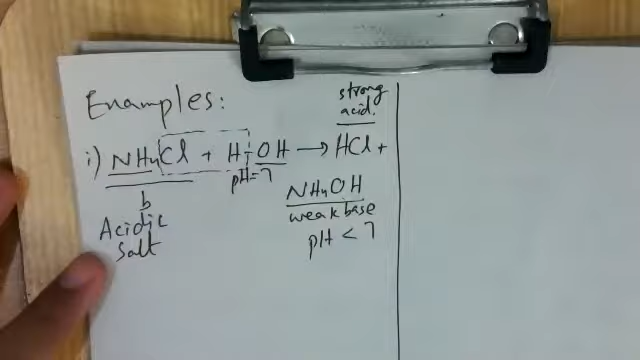 Examples:
strong
acid.
i) NH4Cl + H-OH → HCl +
pH=7
NH4OH
weak base
pH < 7
b
Acidic
Salt